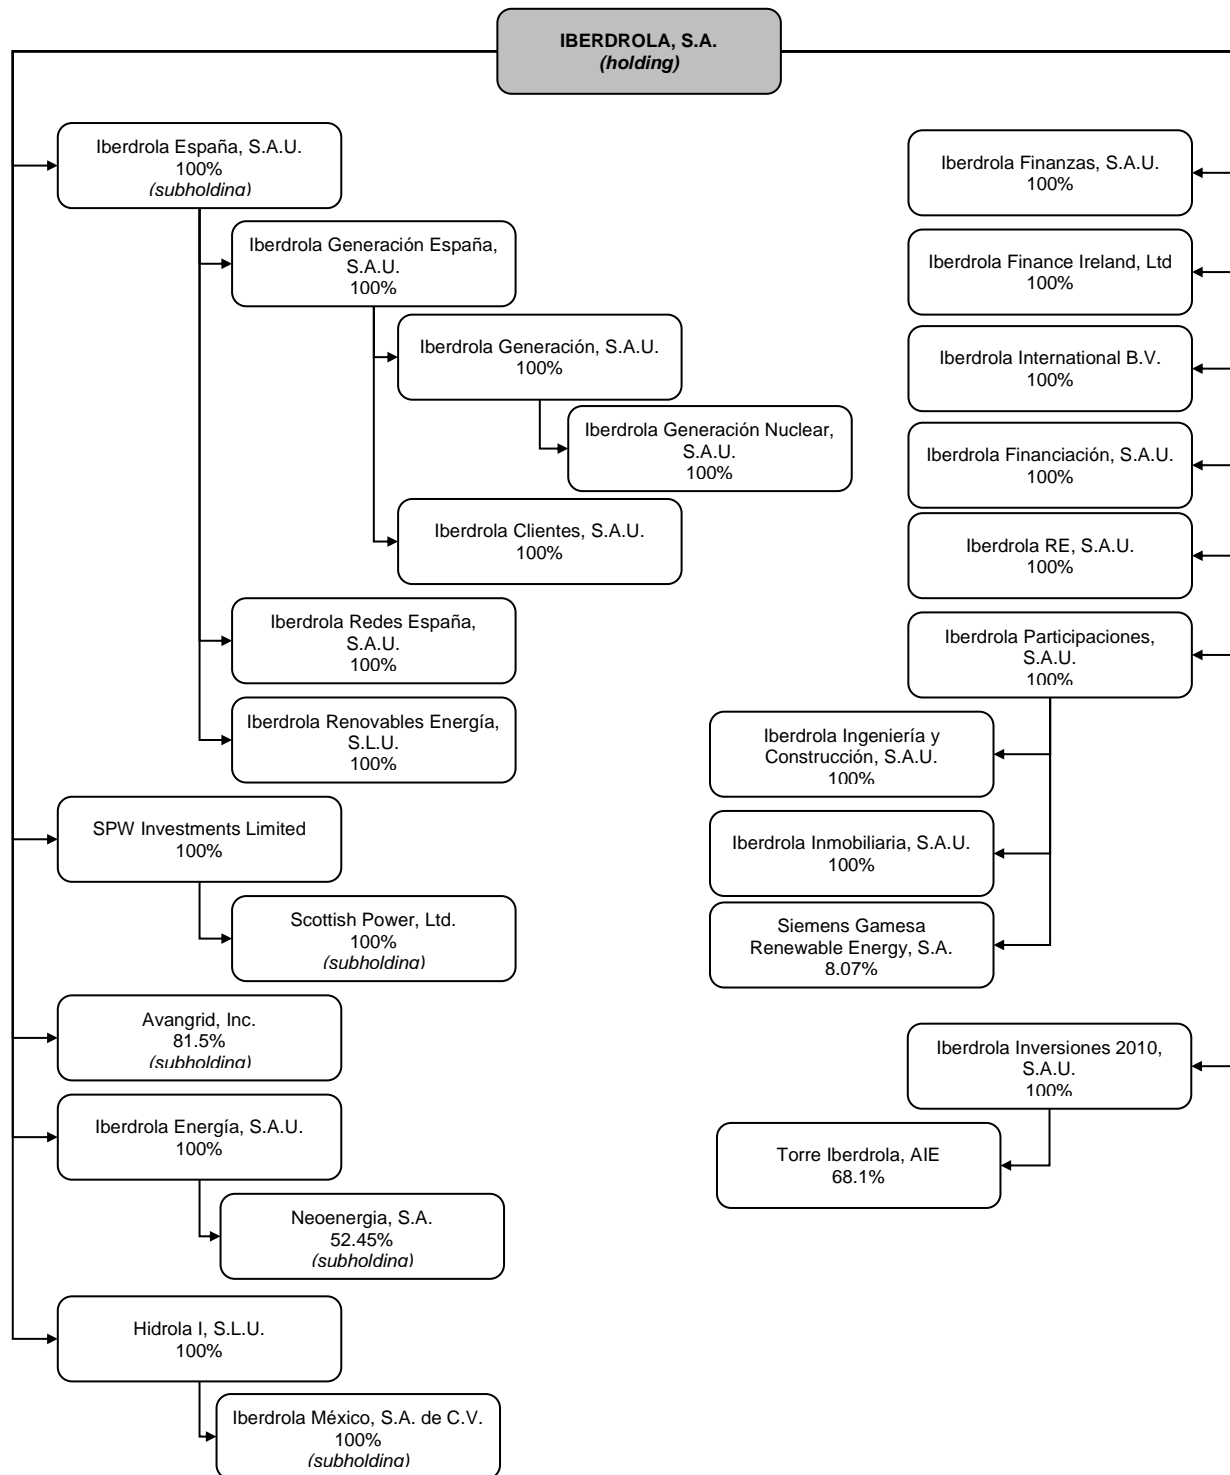 IBERDROLA, S.A.
(holding)
Iberdrola España, S.A.U.
100%
(subholding)
Iberdrola Generación España,
S.A.U.
100%
Iberdrola Generación, S.A.U.
100%
Iberdrola Generación Nuclear,
S.A.U.
100%
Iberdrola Clientes, S.A.U.
100%
Iberdrola Redes España,
S.A.U.
100%
Iberdrola Renovables Energía,
S.L.U.
100%
SPW Investments Limited
100%
Scottish Power, Ltd.
100%
(subholding)
Avangrid, Inc.
81.5%
(subholding)
Iberdrola Energía, S.A.U.
100%
Neoenergia, S.A.
52.45%
(subholding)
Hidrola I, S.L.U.
100%
Iberdrola México, S.A. de C.V.
100%
(subholding)
Iberdrola Finanzas, S.A.U.
100%
Iberdrola Finance Ireland, Ltd
100%
Iberdrola International B.V.
100%
Iberdrola Financiación, S.A.U.
100%
Iberdrola RE, S.A.U.
100%
Iberdrola Participaciones,
S.A.U.
100%
Iberdrola Ingeniería y
Construcción, S.A.U.
100%
Iberdrola Inmobiliaria, S.A.U.
100%
Siemens Gamesa
Renewable Energy, S.A.
8.07%
Iberdrola Inversiones 2010,
S.A.U.
100%
Torre Iberdrola, AIE
68.1%